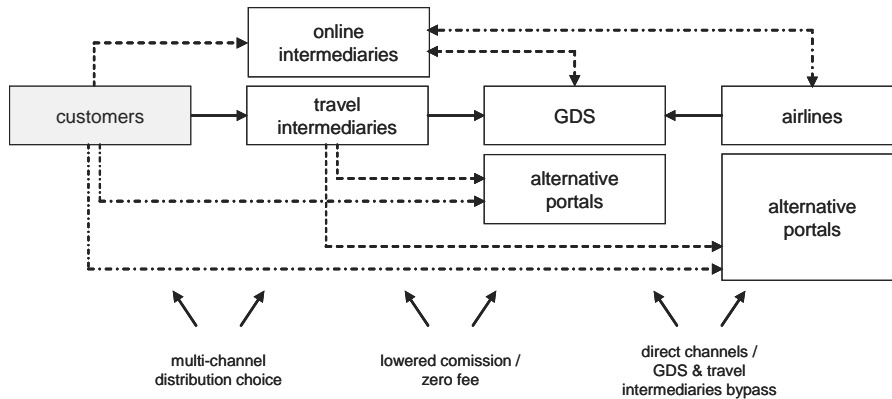 online
intermediaries
customers
travel
intermediaries
GDS
airlines
alternative
portals
alternative
portals
multi-channel
distribution choice
lowered comission /
zero fee
direct channels /
GDS & travel
intermediaries bypass